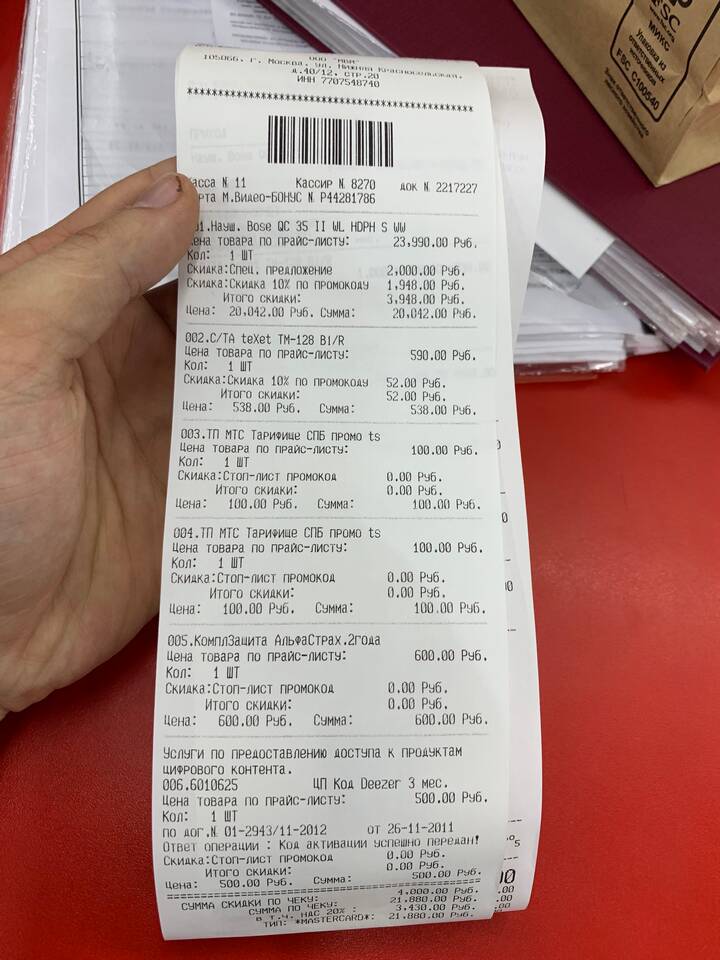 ООО "МВМ"
105066, г. Москва, ул. Нижняя Красносельская,
д.40/12, стр.20
ИНН 7707548740
Касса N 11 Кассир N 8270 док N 2217227
Карта М.Видео-БОНУС N P44281786
001.Науш. Bose QC 35 II WL HDPH S WW
Цена товара по прайс-листу: 23,990.00 Руб.
Кол: 1 ШТ
Скидка:Спец. предложение 2,000.00 Руб.
Скидка:Скидка 10% по промокоду 1,948.00 Руб.
Итого скидки: 3,948.00 Руб.
Цена: 20,042.00 Руб. Сумма: 20,042.00 Руб.
002.С/ТА teXet TM-128 Bl/R
Цена товара по прайс-листу: 590.00 Руб.
Кол: 1 ШТ
Скидка:Скидка 10% по промокоду 52.00 Руб.
Итого скидки: 52.00 Руб.
Цена: 538.00 Руб. Сумма: 538.00 Руб.
003.ТП МТС Тарифище СПБ промо ts
Цена товара по прайс-листу: 100.00 Руб.
Кол: 1 ШТ
Скидка:Стоп-лист промокод 0.00 Руб.
Итого скидки: 0.00 Руб.
Цена: 100.00 Руб. Сумма: 100.00 Руб.
004.ТП МТС Тарифище СПБ промо ts
Цена товара по прайс-листу: 100.00 Руб.
Кол: 1 ШТ
Скидка:Стоп-лист промокод 0.00 Руб.
Итого скидки: 0.00 Руб.
Цена: 100.00 Руб. Сумма: 100.00 Руб.
005.КомплЗащита АльфаСтрах.2года
Цена товара по прайс-листу: 600.00 Руб.
Кол: 1 ШТ
Скидка:Стоп-лист промокод 0.00 Руб.
Итого скидки: 0.00 Руб.
Цена: 600.00 Руб. Сумма: 600.00 Руб.
Услуги по предоставлению доступа к продуктам
цифрового контента.
006.6010625 ЦП Код Deezer 3 мес.
Цена товара по прайс-листу: 500.00 Руб.
Кол: 1 ШТ
по дог.N 01-2943/11-2012 от 26-11-2011
Ответ операции : Код активации успешно передан!
Скидка:Стоп-лист промокод 0.00 Руб.
Итого скидки: 0.00 Руб.
Цена: 500.00 Руб. Сумма: 500.00 Руб.
СУММА СКИДКИ ПО ЧЕКУ: 4,000.00 Руб.
СУММА ПО ЧЕКУ: 21,880.00 Руб.
в т.ч. НДС 20% : 3,430.00 Руб.
ТИП: *MASTERCARD*: 21,880.00 Руб.
FSC
МИКС
Упаковка из
ответственных
источников
FSC C100540